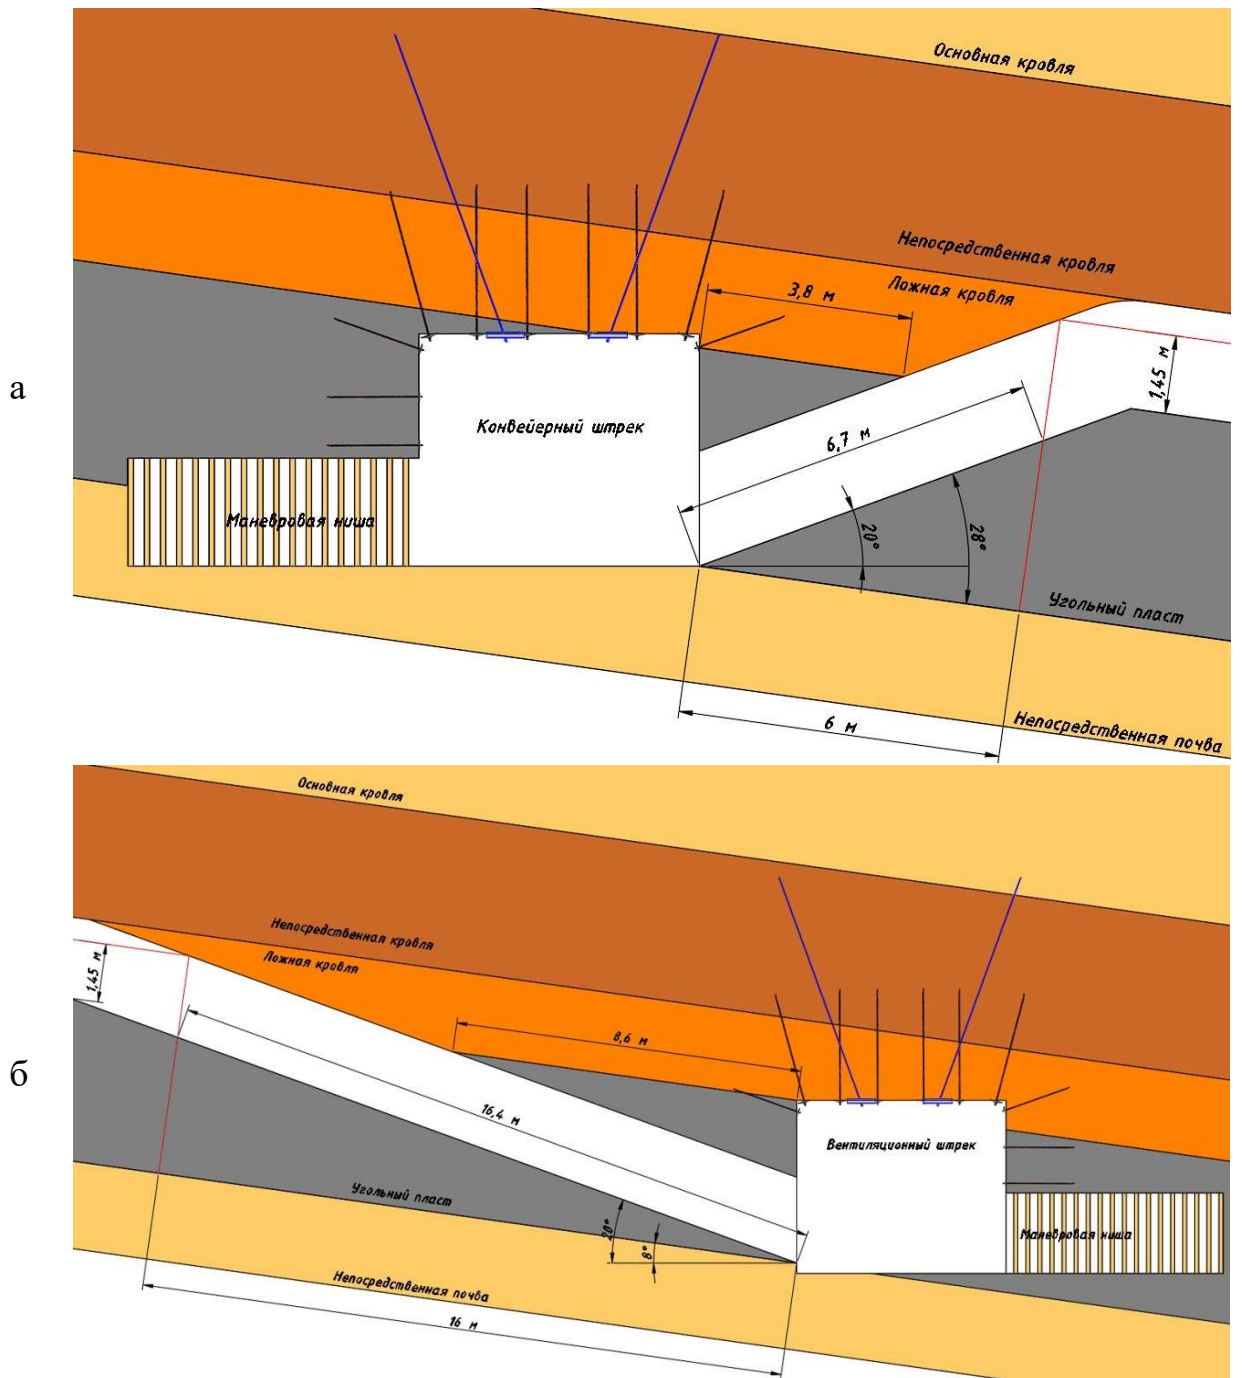 Основная кровля
Непосредственная кровля
Ложная кровля
3,8 м
1,45 м
а
Конвейерный штрек
6,7 м
Маневровая ниша
20°
28°
Угольный пласт
6 м
Непосредственная почва
Основная кровля
Непосредственная кровля
Ложная кровля
1,45 м
8,6 м
б
16,4 м
Вентиляционный штрек
Угольный пласт
20°
8°
Маневровая ниша
Непосредственная почва
16 м